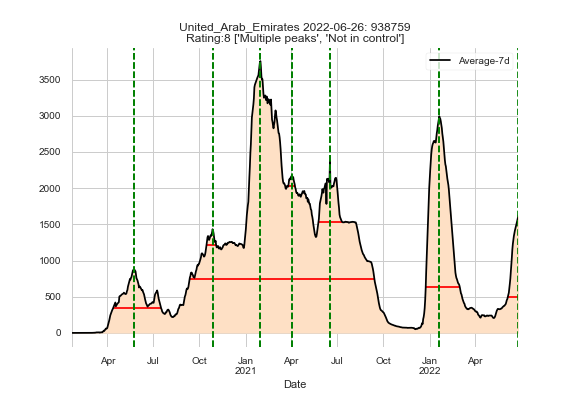 United_Arab_Emirates 2022-06-26: 938759
Rating:8 ['Multiple peaks', 'Not in control']
Average-7d
3500
3000
2500
2000
1500
1000
500
0
Apr
Jul
Oct
Jan
2021
Apr
Jul
Oct
Jan
2022
Apr
Date